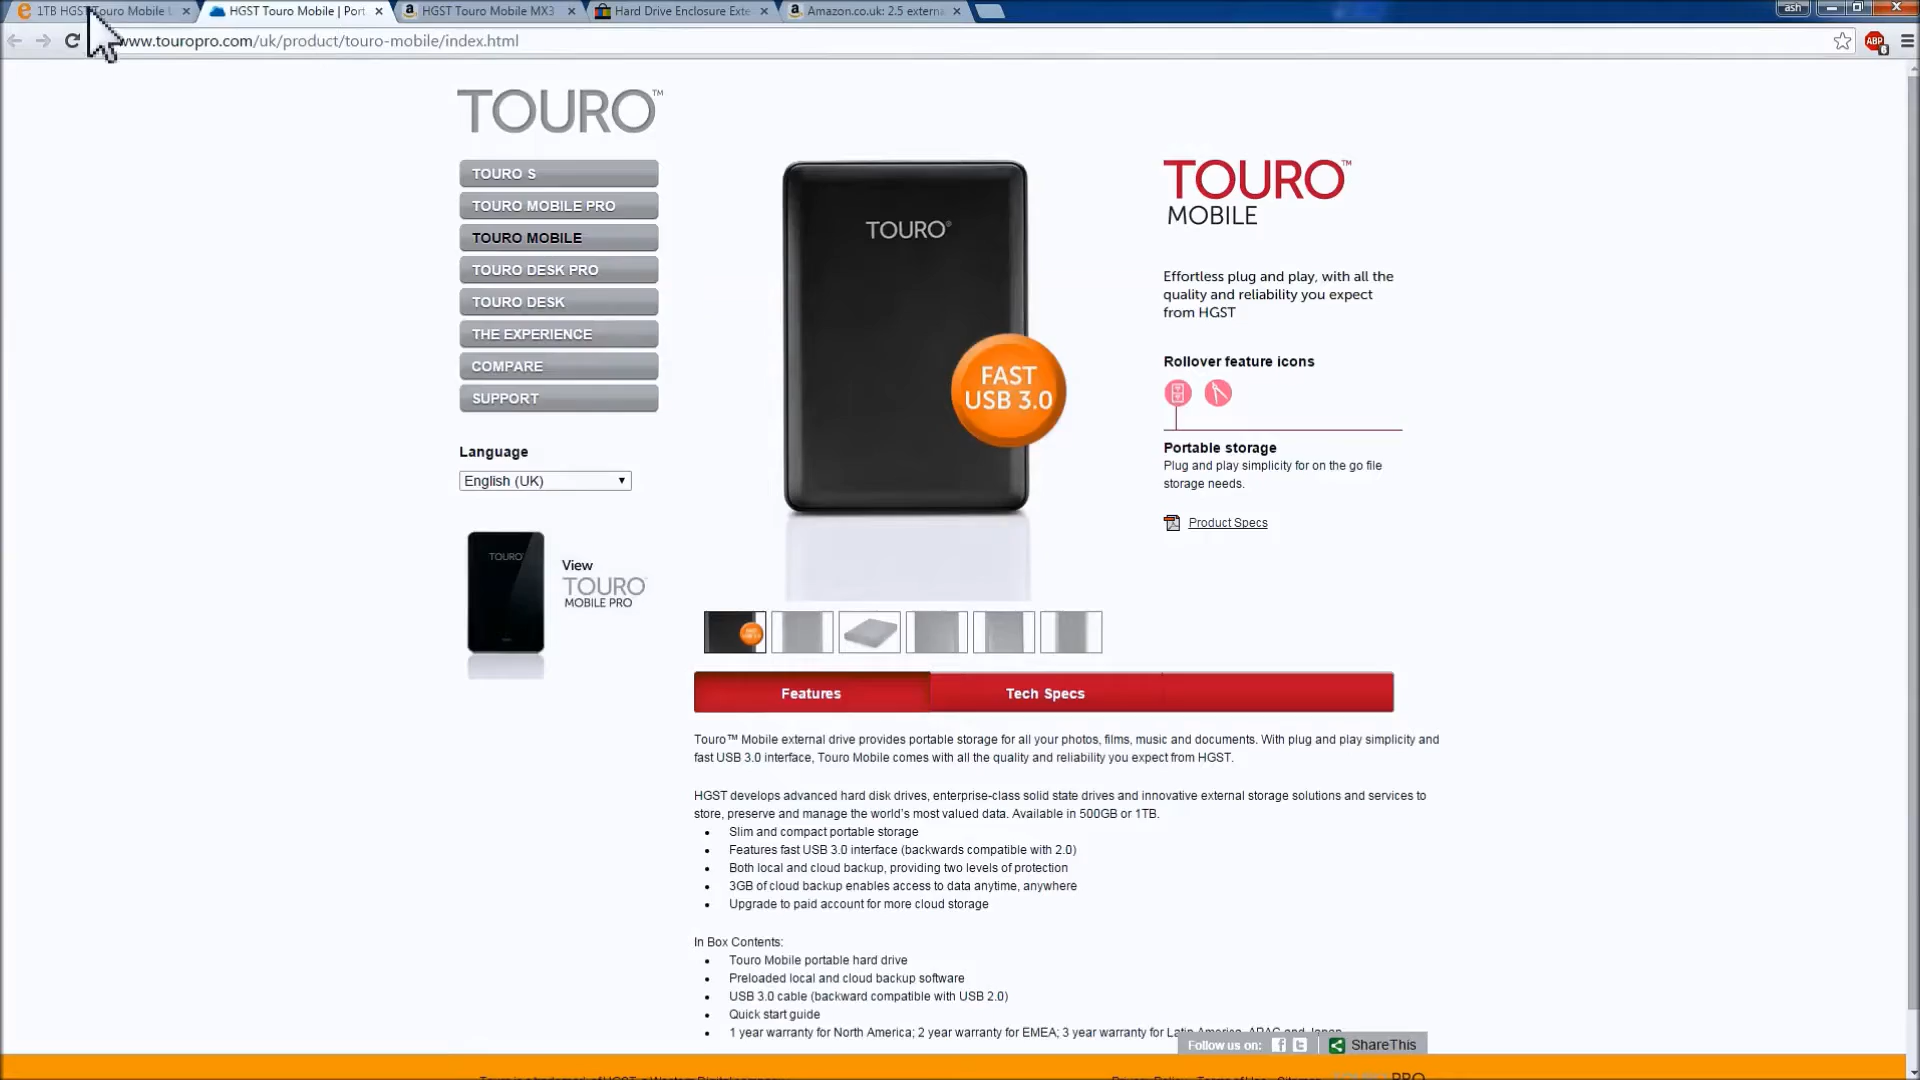 1TB HGST Touro Mobile
HGST Touro Mobile | Port
HGST Touro Mobile MX3
Hard Drive Enclosure Exte
Amazon.co.uk: 2.5 externa
ash
www.touropro.com/uk/product/touro-mobile/index.html
ABP
6
TOURO™
TOURO S
TOURO MOBILE PRO
TOURO MOBILE
TOURO DESK PRO
TOURO DESK
THE EXPERIENCE
COMPARE
SUPPORT
Language
English (UK)
TOURO
View
TOURO
MOBILE PRO
TOURO®
FAST
USB 3.0
TOURO™
MOBILE
Effortless plug and play, with all the
quality and reliability you expect
from HGST
Rollover feature icons
Portable storage
Plug and play simplicity for on the go file
storage needs.
Product Specs
Features
Tech Specs
Touro™ Mobile external drive provides portable storage for all your photos, films, music and documents. With plug and play simplicity and
fast USB 3.0 interface, Touro Mobile comes with all the quality and reliability you expect from HGST.
HGST develops advanced hard disk drives, enterprise-class solid state drives and innovative external storage solutions and services to
store, preserve and manage the world's most valued data. Available in 500GB or 1TB.
• Slim and compact portable storage
• Features fast USB 3.0 interface (backwards compatible with 2.0)
• Both local and cloud backup, providing two levels of protection
• 3GB of cloud backup enables access to data anytime, anywhere
• Upgrade to paid account for more cloud storage
In Box Contents:
• Touro Mobile portable hard drive
• Preloaded local and cloud backup software
• USB 3.0 cable (backward compatible with USB 2.0)
• Quick start guide
• 1 year warranty for North America; 2 year warranty for EMEA; 3 year warranty for Latin America, APAC and Japan
Follow us on:
ShareThis